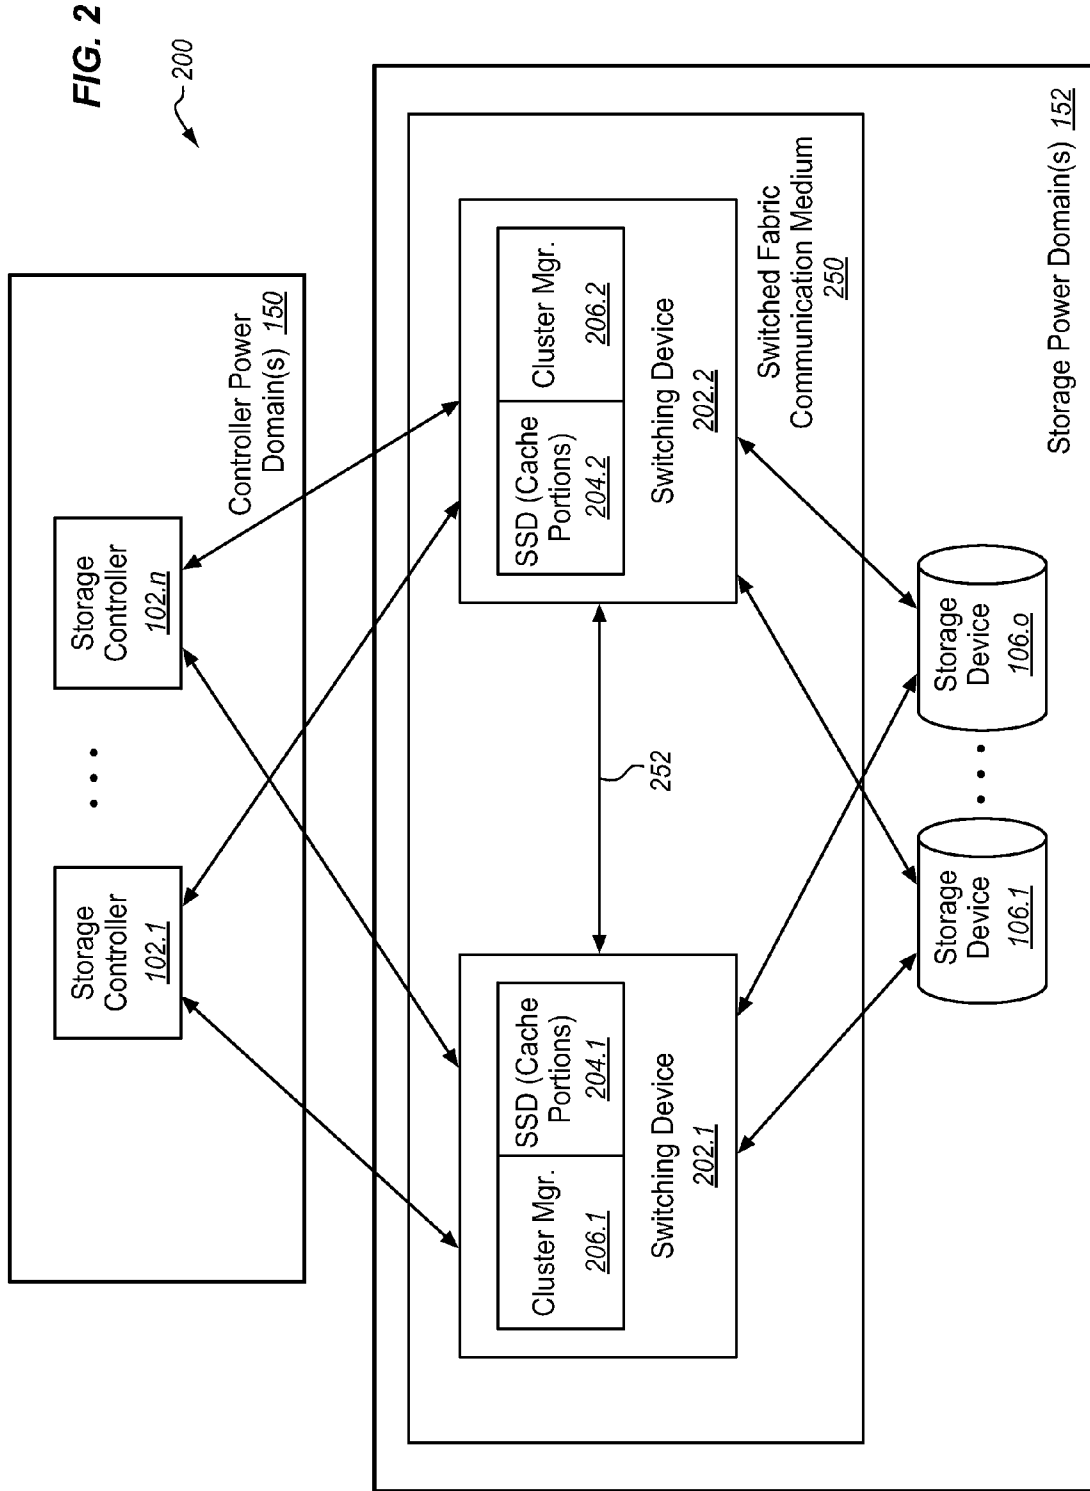 FIG. 2
200
Storage
Controller
102.1
. . .
Storage
Controller
102.n
Controller Power
Domain(s) 150
Cluster Mgr.
206.1
SSD (Cache
Portions)
204.1
Switching Device
202.1
252
SSD (Cache
Portions)
204.2
Cluster Mgr.
206.2
Switching Device
202.2
Switched Fabric
Communication Medium
250
Storage
Device
106.1
. . .
Storage
Device
106.o
Storage Power Domain(s) 152